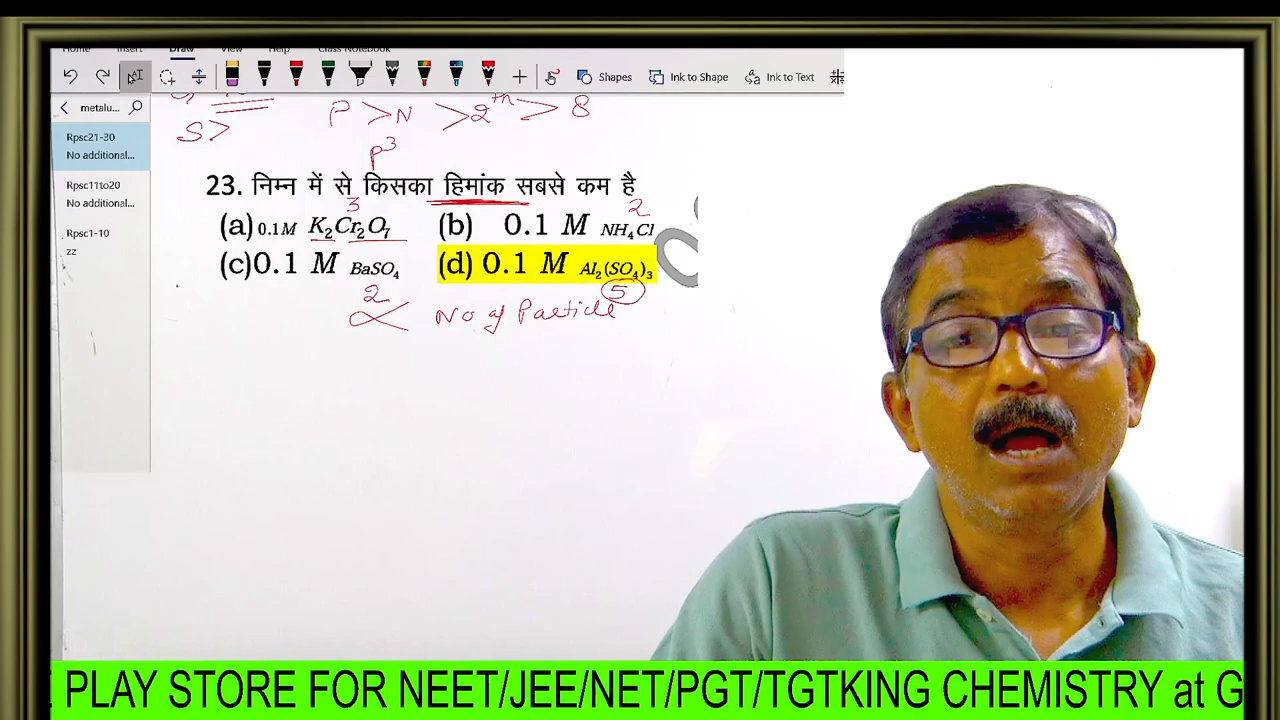 Home Insert Draw View Help Class Notebook
Shapes Ink to Shape Ink to Text
metalu...
Rpsc21-30
No additional...
Rpsc11to20
No additional...
Rpsc1-10
zz
S> P >N >2ⁿᵈ > 8
p³
23. निम्न में से किसका हिमांक सबसे कम है
3 2
(a) 0.1M K₂Cr₂O₇ (b) 0.1 M NH₄Cl
(c) 0.1 M BaSO₄ (d) 0.1 M Al₂(SO₄)₃
2 5
∝ No of Particle
PLAY STORE FOR NEET/JEE/NET/PGT/TGTKING CHEMISTRY at G